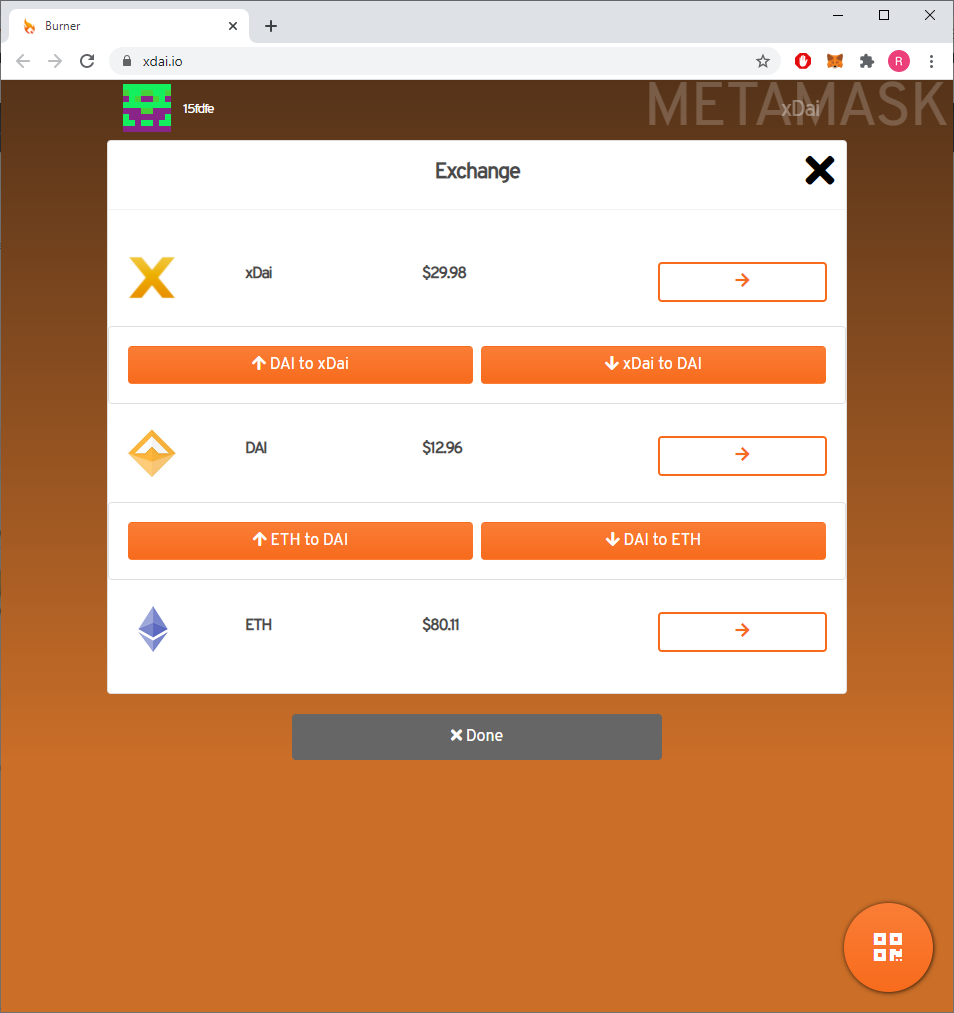 Burner
xdai.io
R
15fdfe
METAMASK
xDai
Exchange
xDai
$29.98
DAI to xDai
xDai to DAI
DAI
$12.96
ETH to DAI
DAI to ETH
ETH
$80.11
Done